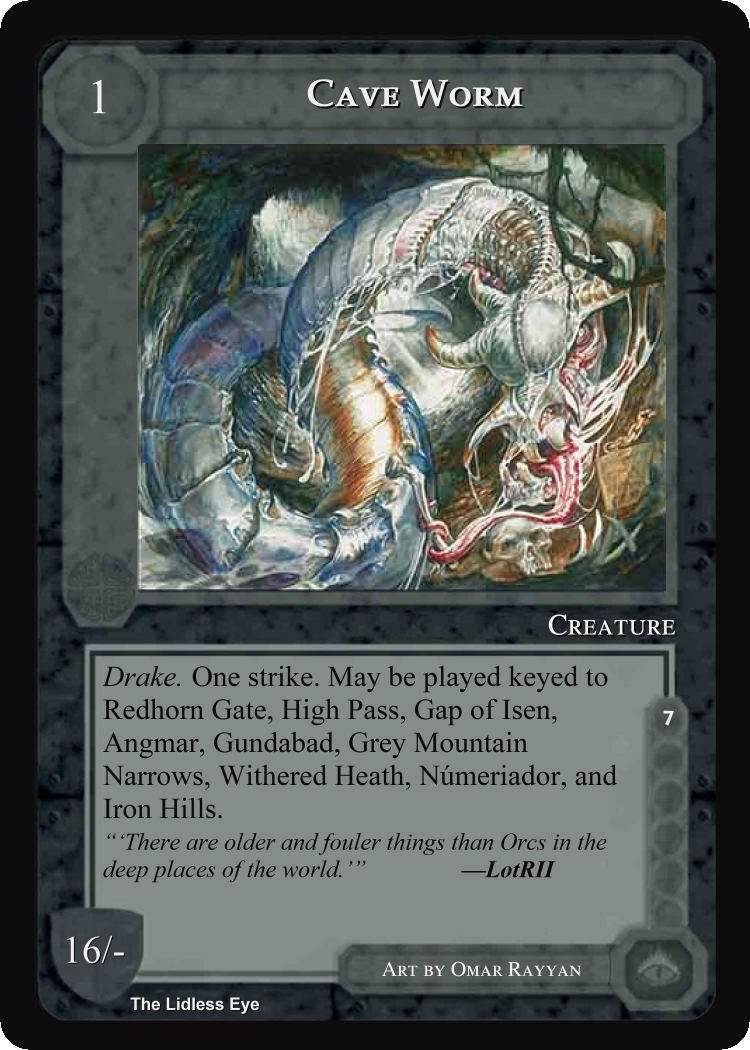 1
Cave Worm
Creature
Drake. One strike. May be played keyed to
Redhorn Gate, High Pass, Gap of Isen,
Angmar, Gundabad, Grey Mountain
Narrows, Withered Heath, Númeriador, and
Iron Hills.
“‘There are older and fouler things than Orcs in the
deep places of the world.’” —LotRII
7
16/-
Art by Omar Rayyan
The Lidless Eye